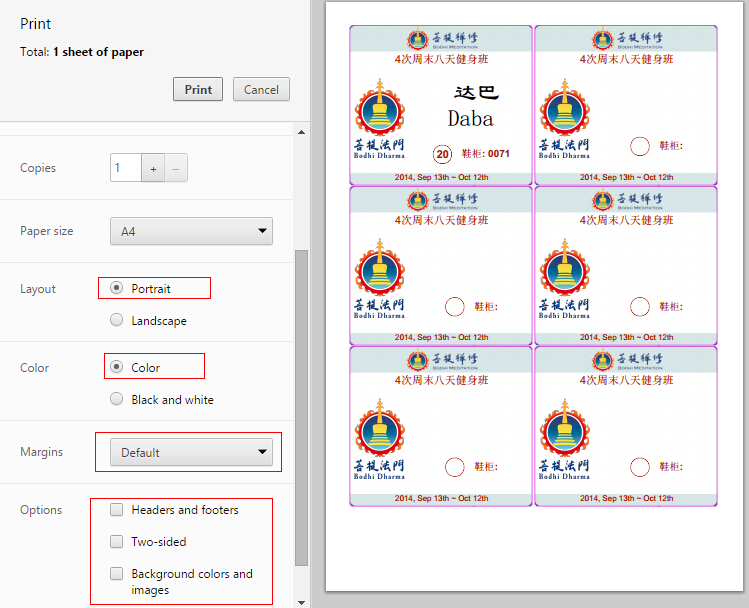 Print
Total: 1 sheet of paper
Print
Cancel
Copies
1
+
−
Paper size
A4
Layout
Portrait
Landscape
Color
Color
Black and white
Margins
Default
Options
Headers and footers
Two-sided
Background colors and
images
菩提禅修
BODHI MEDITATION
4次周末八天健身班
达巴
Daba
菩提法門
Bodhi Dharma
20 鞋柜: 0071
2014, Sep 13th ~ Oct 12th
菩提禅修
BODHI MEDITATION
4次周末八天健身班
菩提法門
Bodhi Dharma
鞋柜:
2014, Sep 13th ~ Oct 12th
菩提禅修
BODHI MEDITATION
4次周末八天健身班
菩提法門
Bodhi Dharma
鞋柜:
2014, Sep 13th ~ Oct 12th
菩提禅修
BODHI MEDITATION
4次周末八天健身班
菩提法門
Bodhi Dharma
鞋柜:
2014, Sep 13th ~ Oct 12th
菩提禅修
BODHI MEDITATION
4次周末八天健身班
菩提法門
Bodhi Dharma
鞋柜:
2014, Sep 13th ~ Oct 12th
菩提禅修
BODHI MEDITATION
4次周末八天健身班
菩提法門
Bodhi Dharma
鞋柜:
2014, Sep 13th ~ Oct 12th